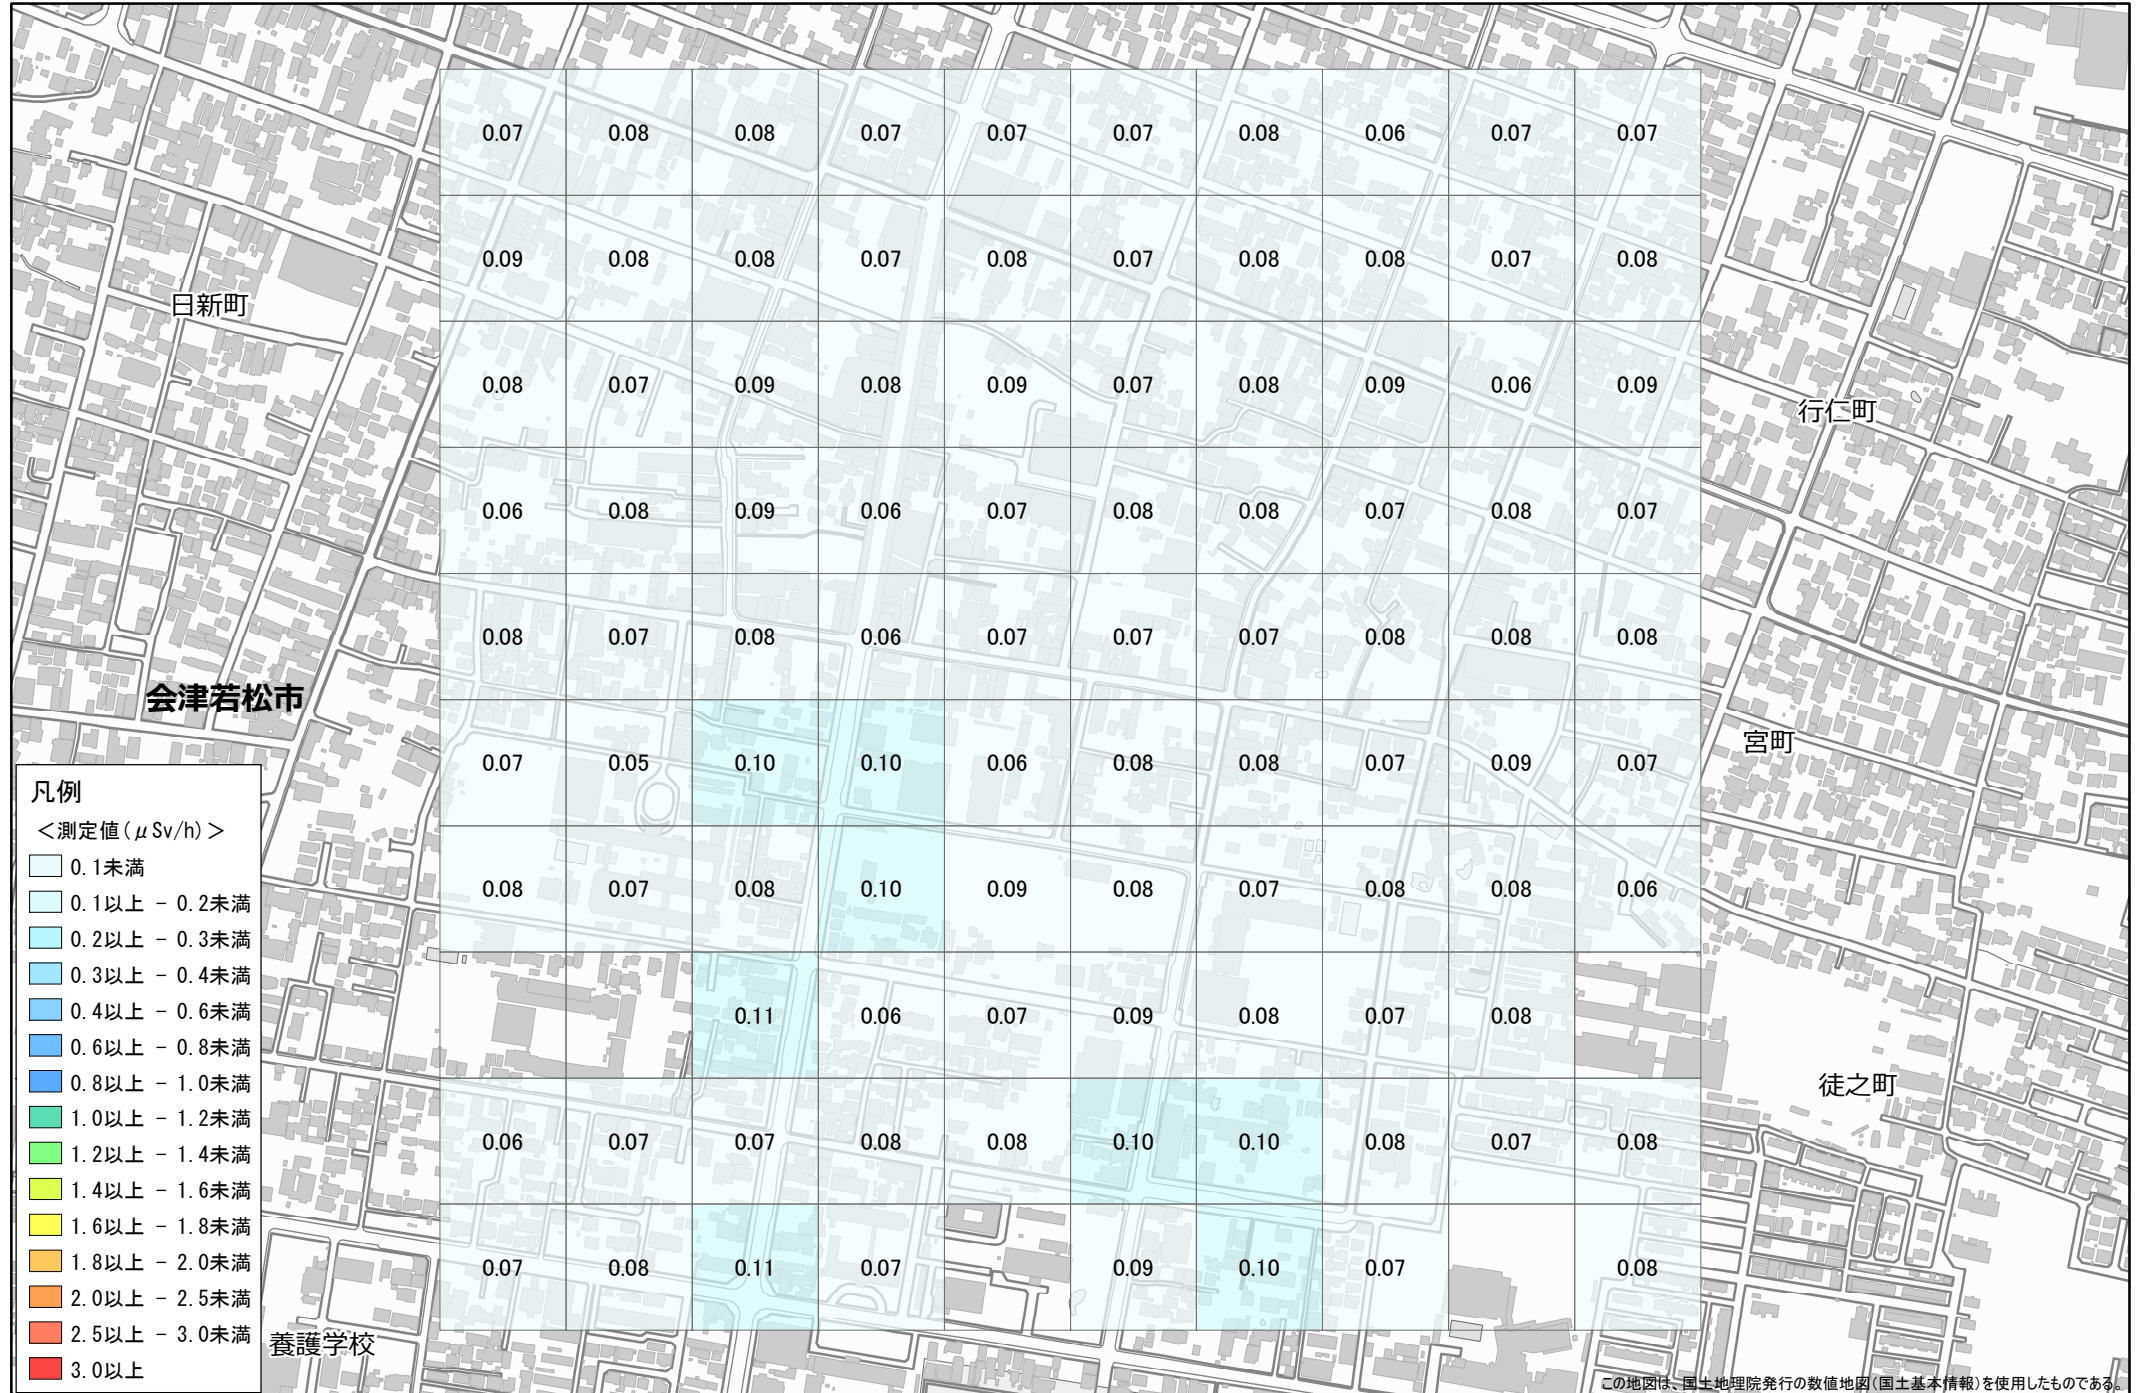 0.07 0.08 0.08 0.07 0.07 0.07 0.08 0.06 0.07 0.07
0.09 0.08 0.08 0.07 0.08 0.07 0.08 0.08 0.07 0.08
日新町
0.08 0.07 0.09 0.08 0.09 0.07 0.08 0.09 0.06 0.09
行仁町
0.06 0.08 0.09 0.06 0.07 0.08 0.08 0.07 0.08 0.07
0.08 0.07 0.08 0.06 0.07 0.07 0.07 0.08 0.08 0.08
会津若松市
宮町
0.07 0.05 0.10 0.10 0.06 0.08 0.08 0.07 0.09 0.07
0.08 0.07 0.08 0.10 0.09 0.08 0.07 0.08 0.08 0.06
0.11 0.06 0.07 0.09 0.08 0.07 0.08
徒之町
0.06 0.07 0.07 0.08 0.08 0.10 0.10 0.08 0.07 0.08
0.07 0.08 0.11 0.07 0.09 0.10 0.07 0.08
養護学校
凡例
＜測定値(μSv/h)＞
0.1未満
0.1以上 - 0.2未満
0.2以上 - 0.3未満
0.3以上 - 0.4未満
0.4以上 - 0.6未満
0.6以上 - 0.8未満
0.8以上 - 1.0未満
1.0以上 - 1.2未満
1.2以上 - 1.4未満
1.4以上 - 1.6未満
1.6以上 - 1.8未満
1.8以上 - 2.0未満
2.0以上 - 2.5未満
2.5以上 - 3.0未満
3.0以上
この地図は、国土地理院発行の数値地図(国土基本情報)を使用したものである。